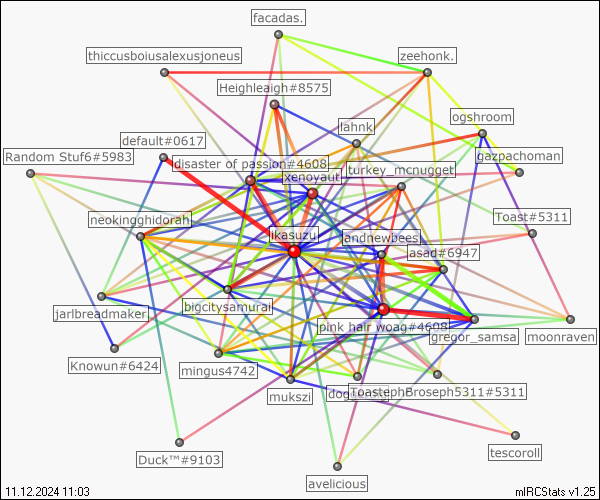 facadas.
thiccusboiusalexusjoneus
zeehonk.
Heighleaigh#8575
ogshroom
lahnk
default#0617
Random Stuf6#5983
disaster of passion#4608
gazpachoman
xenoyaut
turkey_mcnugget
neokingghidorah
Toast#5311
ikasuzu
andnewbees
asad#6947
bigcitysamurai
jarlbreadmaker
pink hair woag#4608
gregor_samsa
moonraven
Knowun#6424
mingus4742
mukszi
ToastephBroseph5311#5311
tescoroll
Duck™#9103
avelicious
11.12.2024 11:03
mIRCStats v1.25